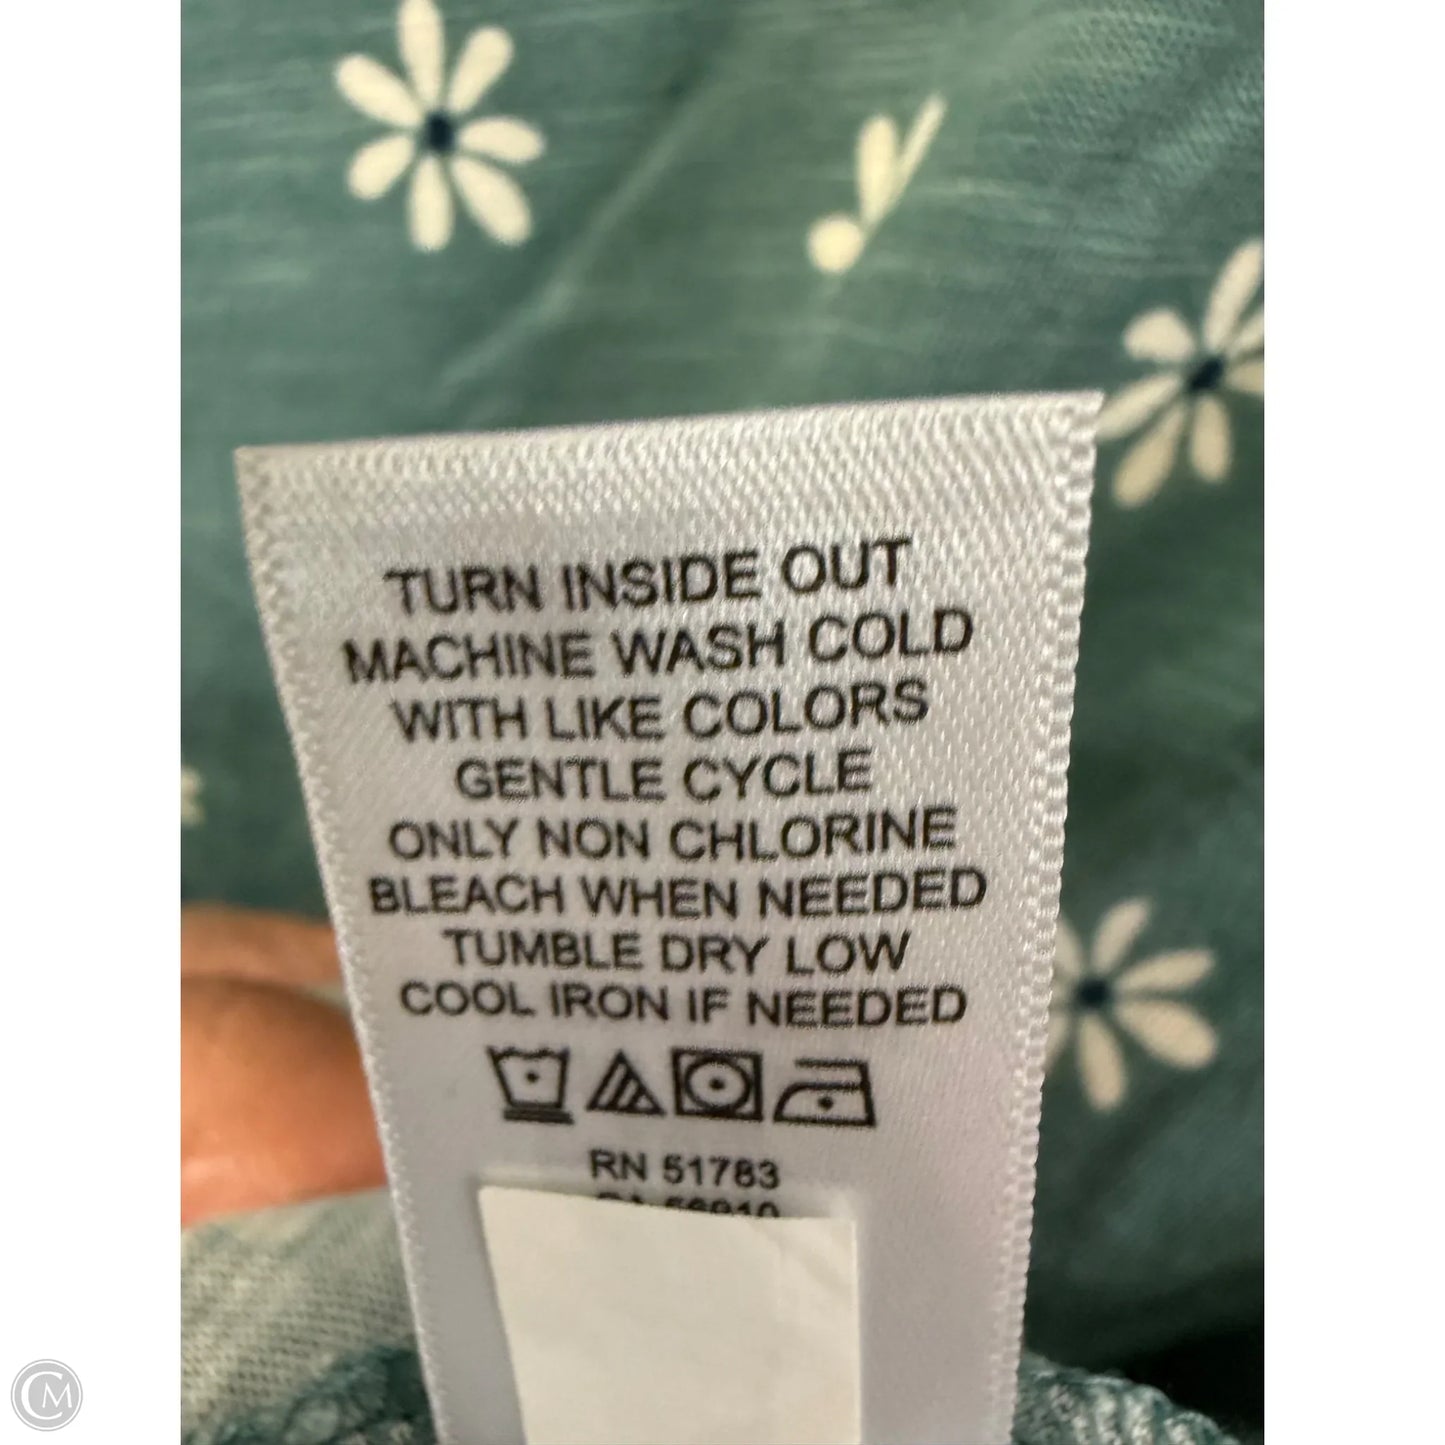 TURN INSIDE OUT
MACHINE WASH COLD
WITH LIKE COLORS
GENTLE CYCLE
ONLY NON CHLORINE
BLEACH WHEN NEEDED
TUMBLE DRY LOW
COOL IRON IF NEEDED
RN 51783
CM